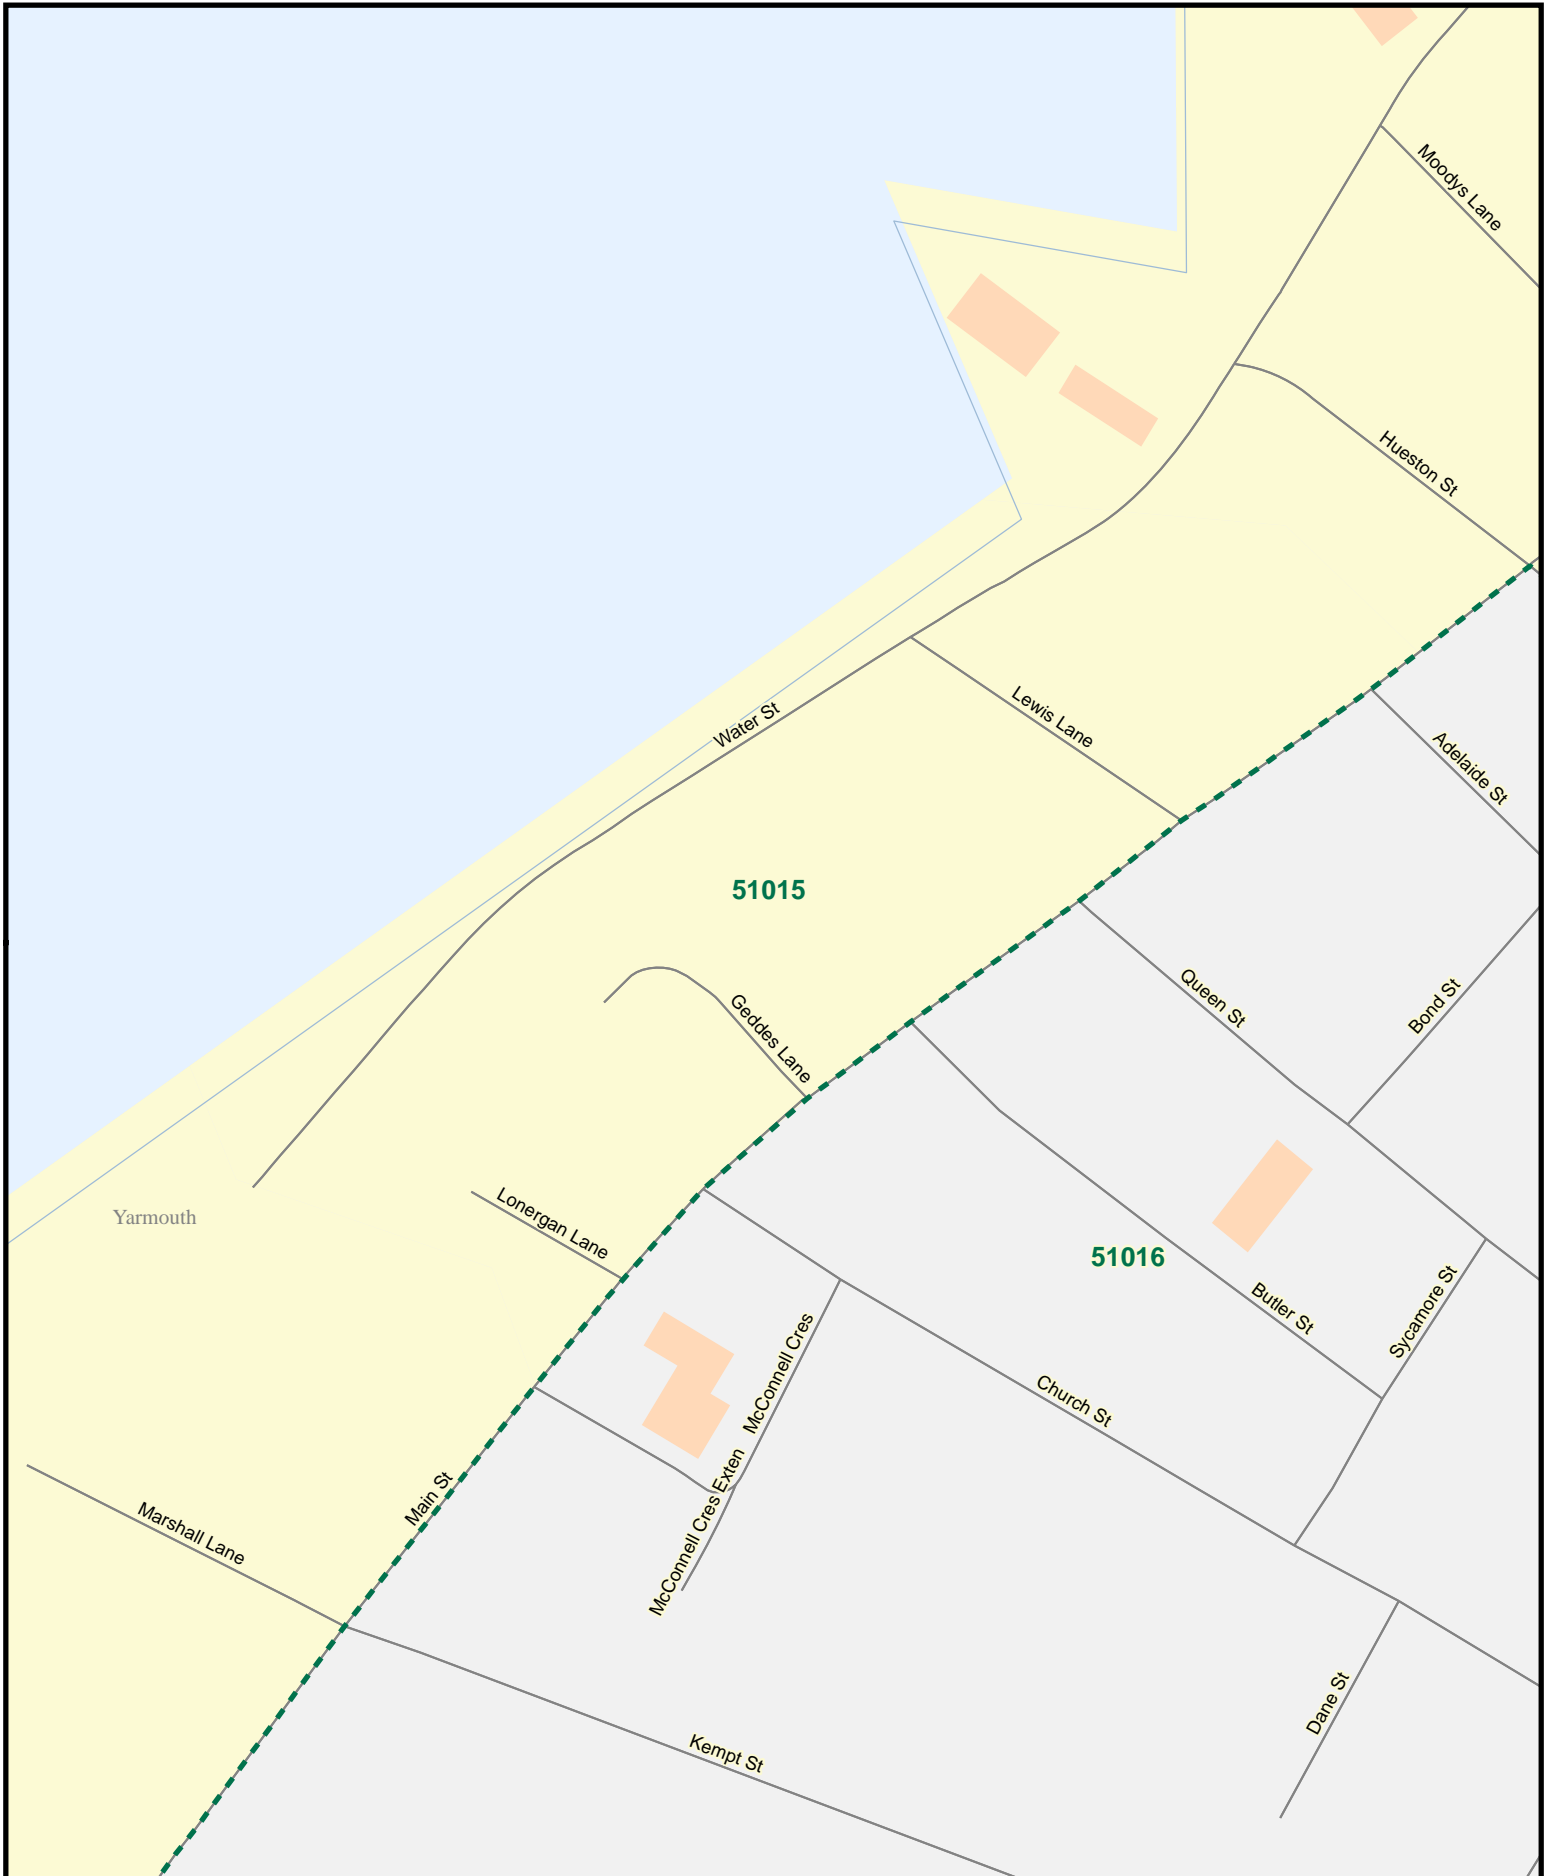 Moodys Lane
Hueston St
Lewis Lane
Water St
Adelaide St
51015
Queen St
Bond St
Geddes Lane
Yarmouth
Lonergan Lane
51016
Butler St
Sycamore St
McConnell Cres
Church St
McConnell Cres Exten
Main St
Marshall Lane
Dane St
Kempt St